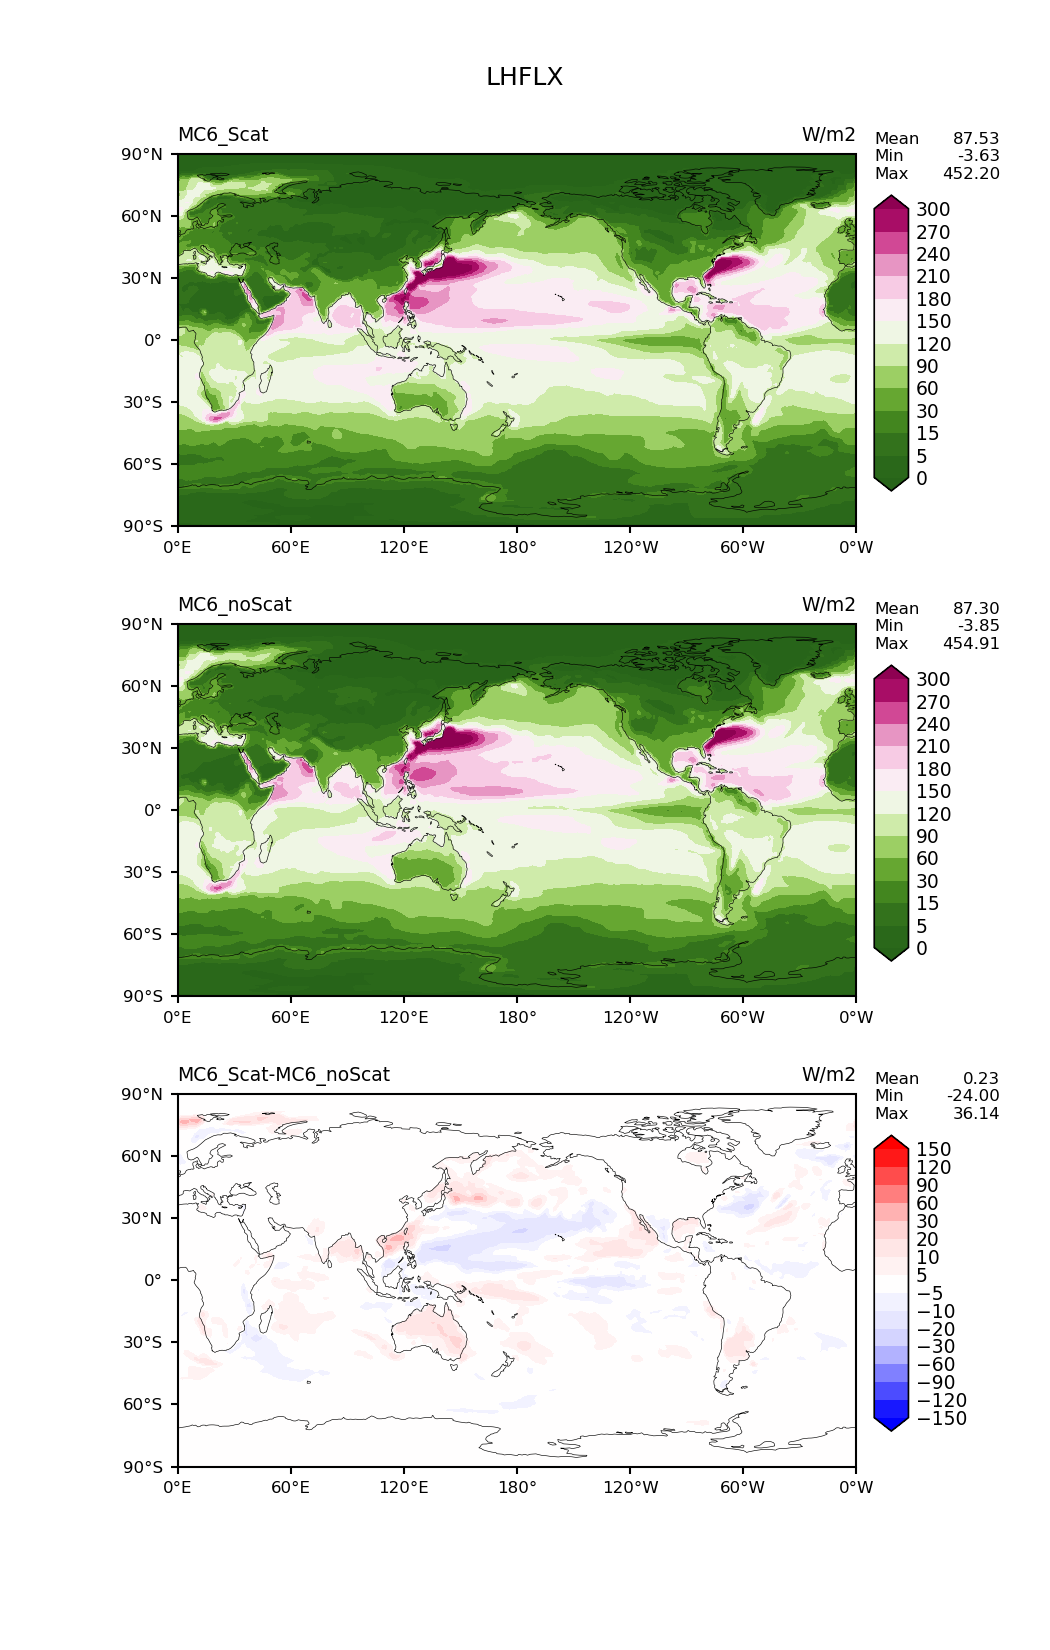 LHFLX
MC6_Scat W/m2
Mean 87.53
Min -3.63
Max 452.20
90°N
60°N
30°N
0°
30°S
60°S
90°S
0°E 60°E 120°E 180° 120°W 60°W 0°W
300
270
240
210
180
150
120
90
60
30
15
5
0
MC6_noScat W/m2
Mean 87.30
Min -3.85
Max 454.91
90°N
60°N
30°N
0°
30°S
60°S
90°S
0°E 60°E 120°E 180° 120°W 60°W 0°W
300
270
240
210
180
150
120
90
60
30
15
5
0
MC6_Scat-MC6_noScat W/m2
Mean 0.23
Min -24.00
Max 36.14
90°N
60°N
30°N
0°
30°S
60°S
90°S
0°E 60°E 120°E 180° 120°W 60°W 0°W
150
120
90
60
30
20
10
5
−5
−10
−20
−30
−60
−90
−120
−150